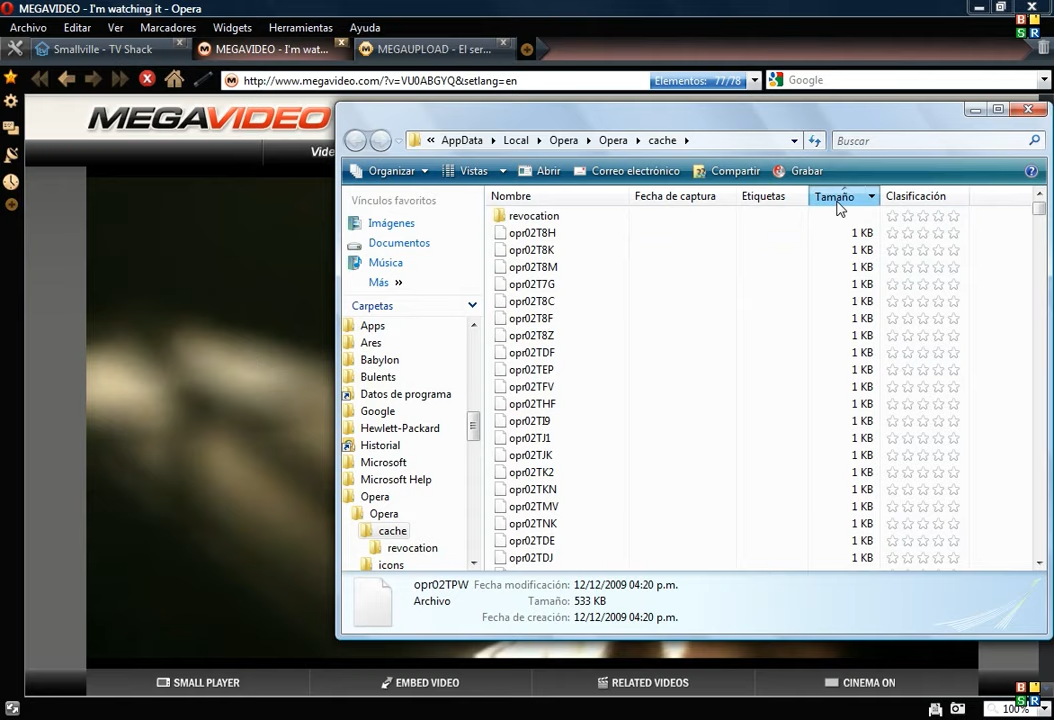 MEGAVIDEO - I'm watching it - Opera
Archivo Editar Ver Marcadores Widgets Herramientas Ayuda
Smallville - TV Shack
MEGAVIDEO - I'm wat...
MEGAUPLOAD - El ser...
http://www.megavideo.com/?v=VU0ABGYQ&setlang=en
Elementos: 77/78
Google
MEGAVIDEO
Vide
« AppData Local Opera Opera cache
Buscar
Organizar Vistas Abrir Correo electrónico Compartir Grabar
Vínculos favoritos
Imágenes
Documentos
Música
Más »
Carpetas
Apps
Ares
Babylon
Bulents
Datos de programa
Google
Hewlett-Packard
Historial
Microsoft
Microsoft Help
Opera
Opera
cache
revocation
icons
Nombre Fecha de captura Etiquetas Tamaño Clasificación
revocation
opr02T8H 1 KB
opr02T8K 1 KB
opr02T8M 1 KB
opr02T7G 1 KB
opr02T8C 1 KB
opr02T8F 1 KB
opr02T8Z 1 KB
opr02TDF 1 KB
opr02TEP 1 KB
opr02TFV 1 KB
opr02THF 1 KB
opr02TI9 1 KB
opr02TJ1 1 KB
opr02TJK 1 KB
opr02TK2 1 KB
opr02TKN 1 KB
opr02TMV 1 KB
opr02TNK 1 KB
opr02TDE 1 KB
opr02TDJ 1 KB
opr02TPW Fecha modificación: 12/12/2009 04:20 p.m.
Archivo Tamaño: 533 KB
Fecha de creación: 12/12/2009 04:20 p.m.
SMALL PLAYER
EMBED VIDEO
RELATED VIDEOS
CINEMA ON
100%
B
S R
B
S R